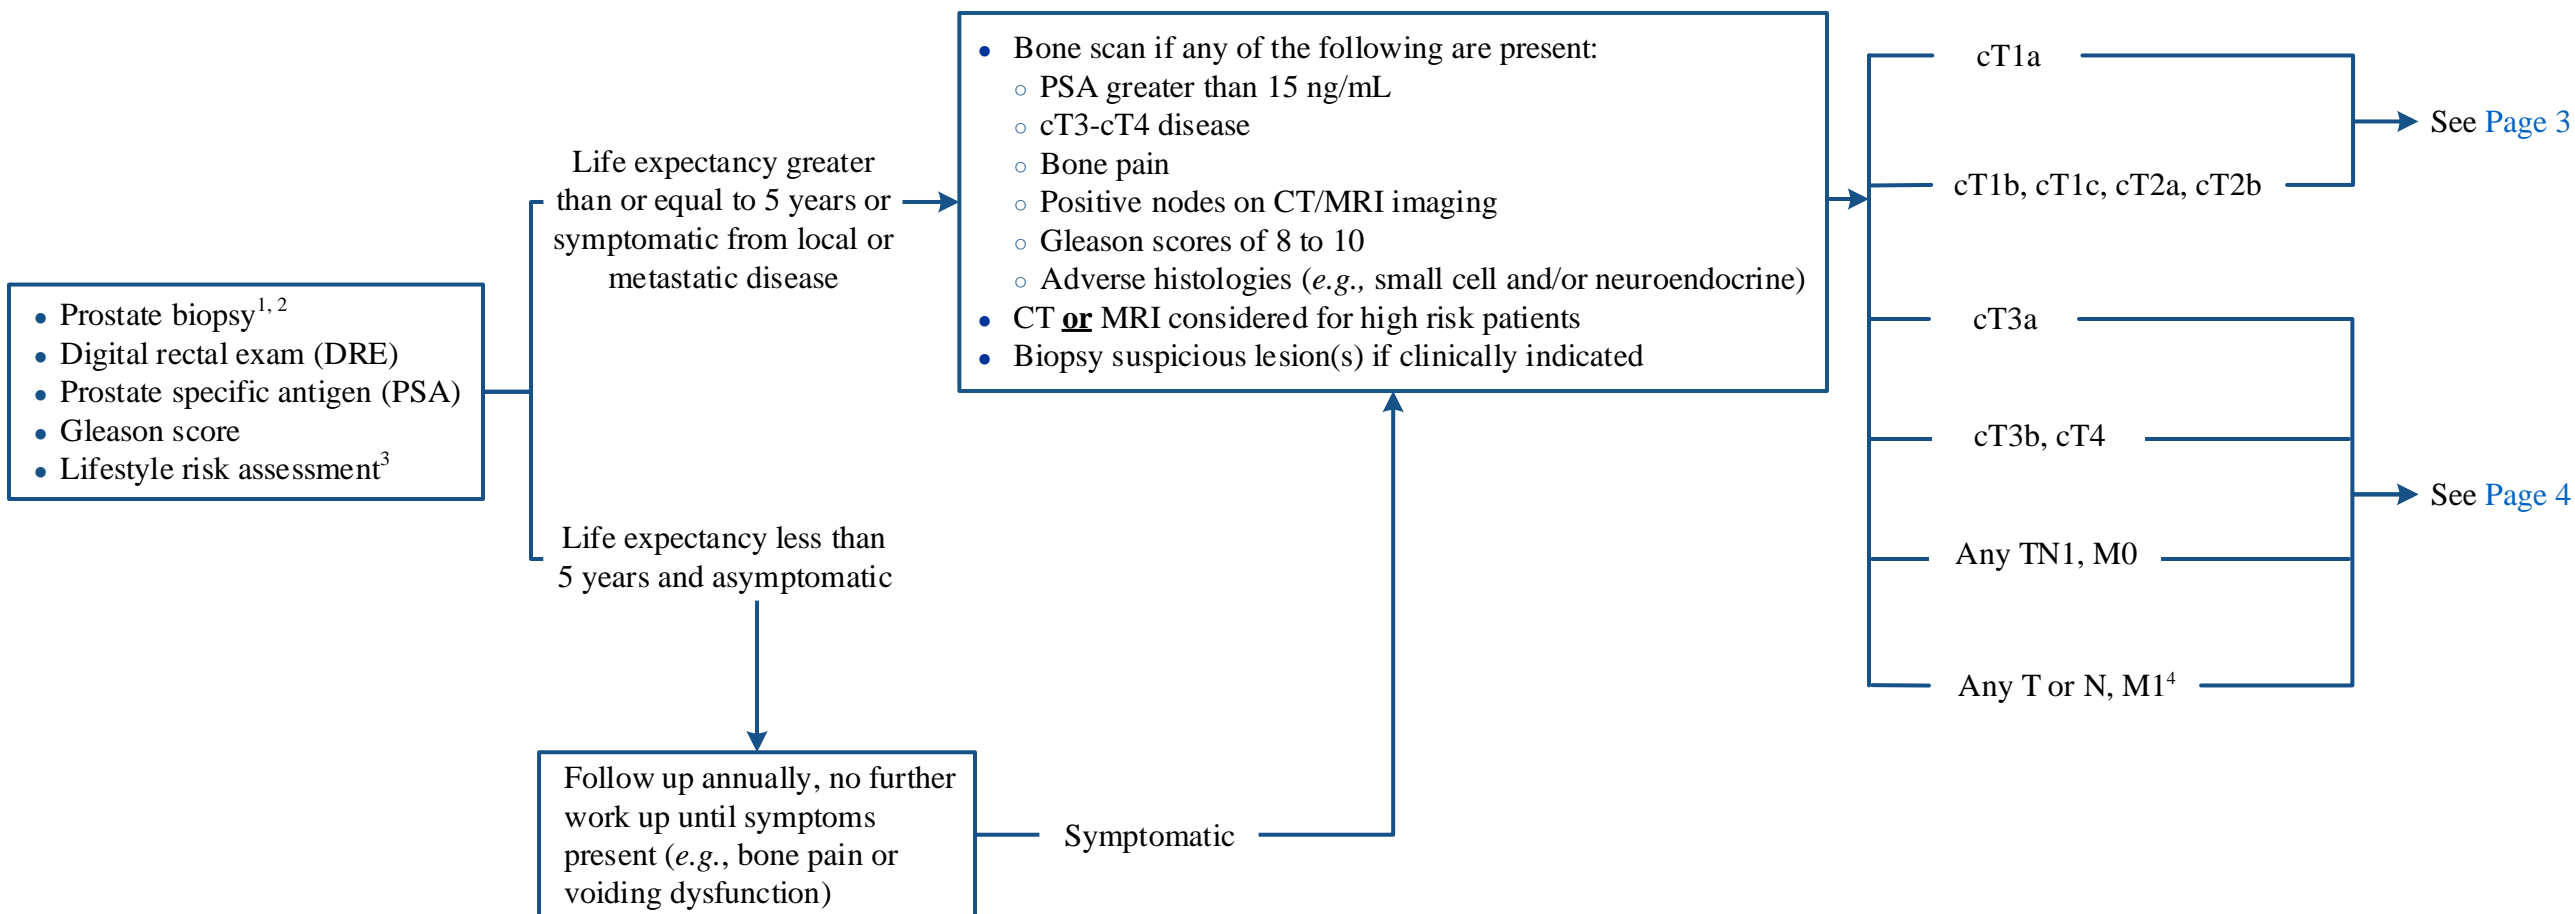 • Prostate biopsy1, 2
• Digital rectal exam (DRE)
• Prostate specific antigen (PSA)
• Gleason score
• Lifestyle risk assessment3
Life expectancy greater
than or equal to 5 years or
symptomatic from local or
metastatic disease
Life expectancy less than
5 years and asymptomatic
Follow up annually, no further
work up until symptoms
present (e.g., bone pain or
voiding dysfunction)
Symptomatic
• Bone scan if any of the following are present:
○ PSA greater than 15 ng/mL
○ cT3-cT4 disease
○ Bone pain
○ Positive nodes on CT/MRI imaging
○ Gleason scores of 8 to 10
○ Adverse histologies (e.g., small cell and/or neuroendocrine)
• CT or MRI considered for high risk patients
• Biopsy suspicious lesion(s) if clinically indicated
cT1a
cT1b, cT1c, cT2a, cT2b
See Page 3
cT3a
cT3b, cT4
Any TN1, M0
Any T or N, M14
See Page 4